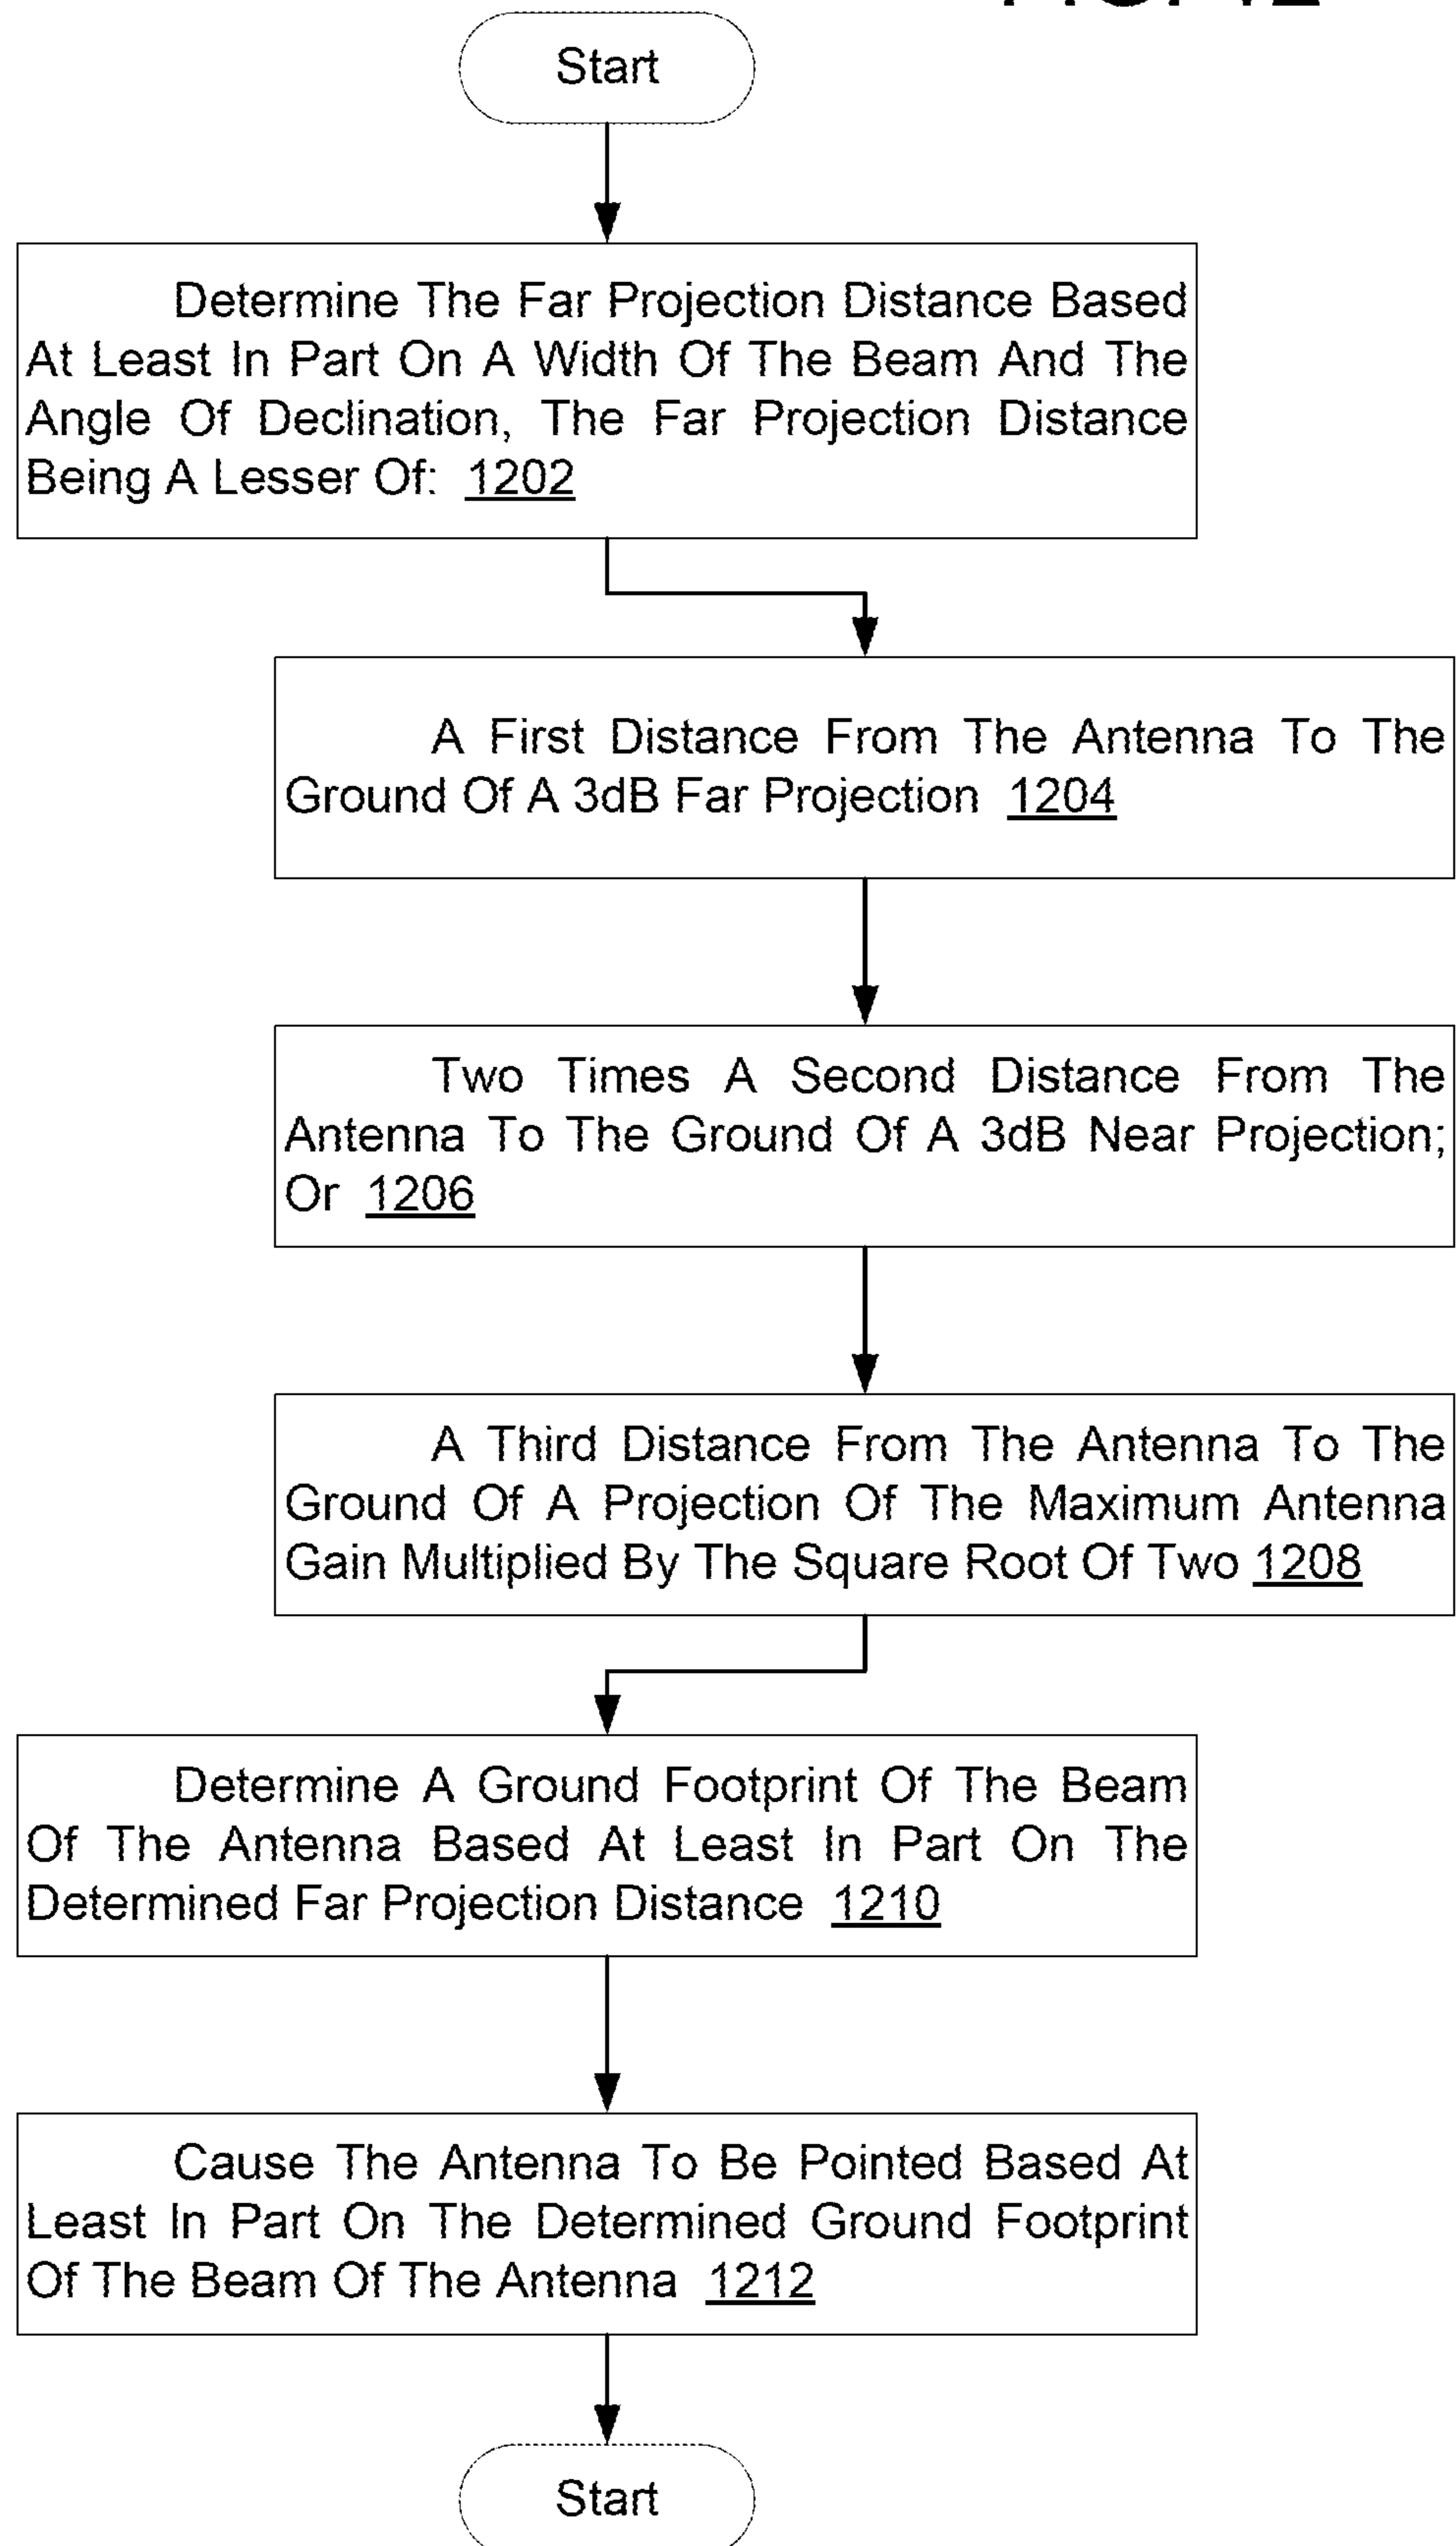 Start
Determine The Far Projection Distance Based
At Least In Part On A Width Of The Beam And The
Angle Of Declination, The Far Projection Distance
Being A Lesser Of: 1202
A First Distance From The Antenna To The
Ground Of A 3dB Far Projection 1204
Two Times A Second Distance From The
Antenna To The Ground Of A 3dB Near Projection;
Or 1206
A Third Distance From The Antenna To The
Ground Of A Projection Of The Maximum Antenna
Gain Multiplied By The Square Root Of Two 1208
Determine A Ground Footprint Of The Beam
Of The Antenna Based At Least In Part On The
Determined Far Projection Distance 1210
Cause The Antenna To Be Pointed Based At
Least In Part On The Determined Ground Footprint
Of The Beam Of The Antenna 1212
Start